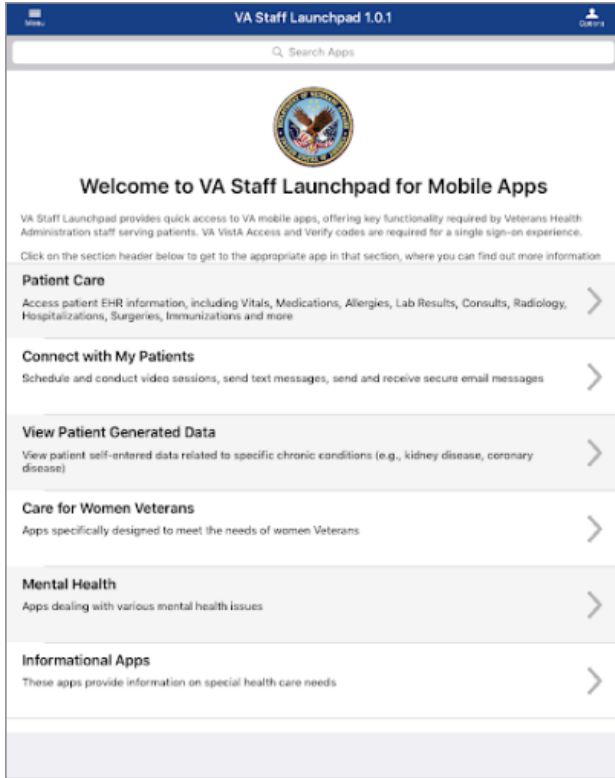 VA Staff Launchpad 1.0.1
Menu
Options
Search Apps
Welcome to VA Staff Launchpad for Mobile Apps
VA Staff Launchpad provides quick access to VA mobile apps, offering key functionality required by Veterans Health
Administration staff serving patients. VA VistA Access and Verify codes are required for a single sign-on experience.
Click on the section header below to get to the appropriate app in that section, where you can find out more information
Patient Care
Access patient EHR information, including Vitals, Medications, Allergies, Lab Results, Consults, Radiology,
Hospitalizations, Surgeries, Immunizations and more
Connect with My Patients
Schedule and conduct video sessions, send text messages, send and receive secure email messages
View Patient Generated Data
View patient self-entered data related to specific chronic conditions (e.g., kidney disease, coronary
disease)
Care for Women Veterans
Apps specifically designed to meet the needs of women Veterans
Mental Health
Apps dealing with various mental health issues
Informational Apps
These apps provide information on special health care needs